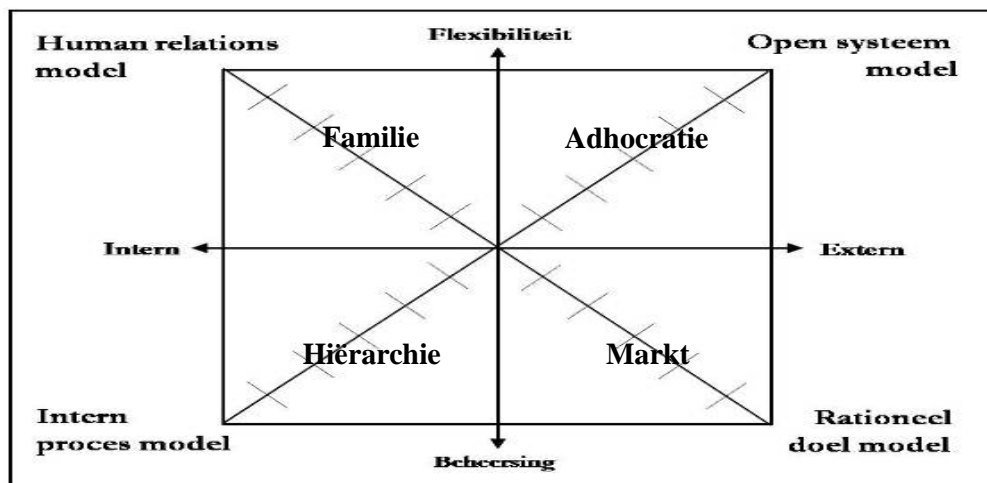 Human relations
model
Flexibiliteit
Open systeem
model
Familie
Adhocratie
Intern
Extern
Hiërarchie
Markt
Intern
proces model
Beheersing
Rationeel
doel model